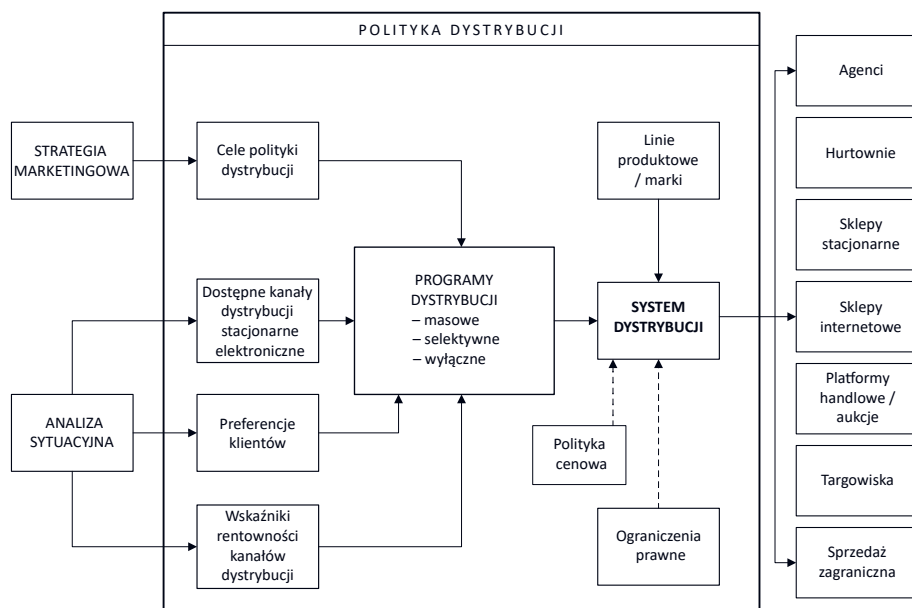 POLITYKA DYSTRYBUCJI
STRATEGIA
MARKETINGOWA
Cele polityki
dystrybucji
Linie
produktowe
/ marki
Dostępne kanały
dystrybucji
stacjonarne
elektroniczne
PROGRAMY
DYSTRYBUCJI
– masowe
– selektywne
– wyłączne
SYSTEM
DYSTRYBUCJI
ANALIZA
SYTUACYJNA
Preferencje
klientów
Polityka
cenowa
Wskaźniki
rentowności
kanałów
dystrybucji
Ograniczenia
prawne
Agenci
Hurtownie
Sklepy
stacjonarne
Sklepy
internetowe
Platformy
handlowe /
aukcje
Targowiska
Sprzedaż
zagraniczna